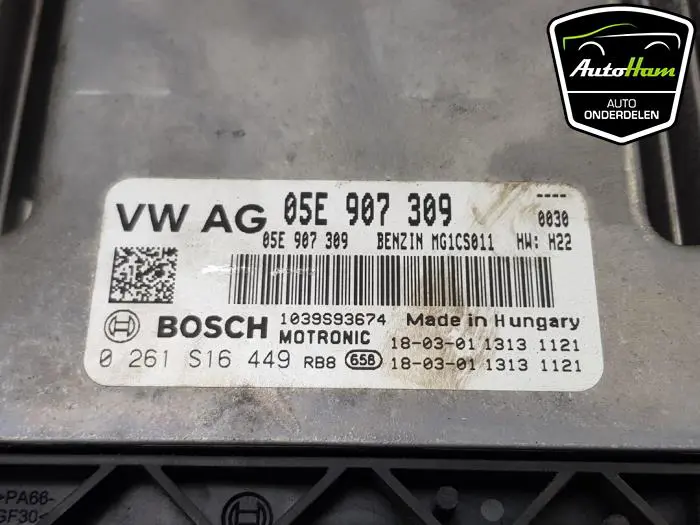 AutoHam
AUTO
ONDERDELEN
VW AG 05E 907 309
----
0030
05E 907 309 BENZIN MG1CS011 HW: H22
BOSCH
1039S93674 Made in Hungary
MOTRONIC 18-03-01 1313 1121
0 261 S16 449 RB8 658 18-03-01 1313 1121
>PA66-
GF30<